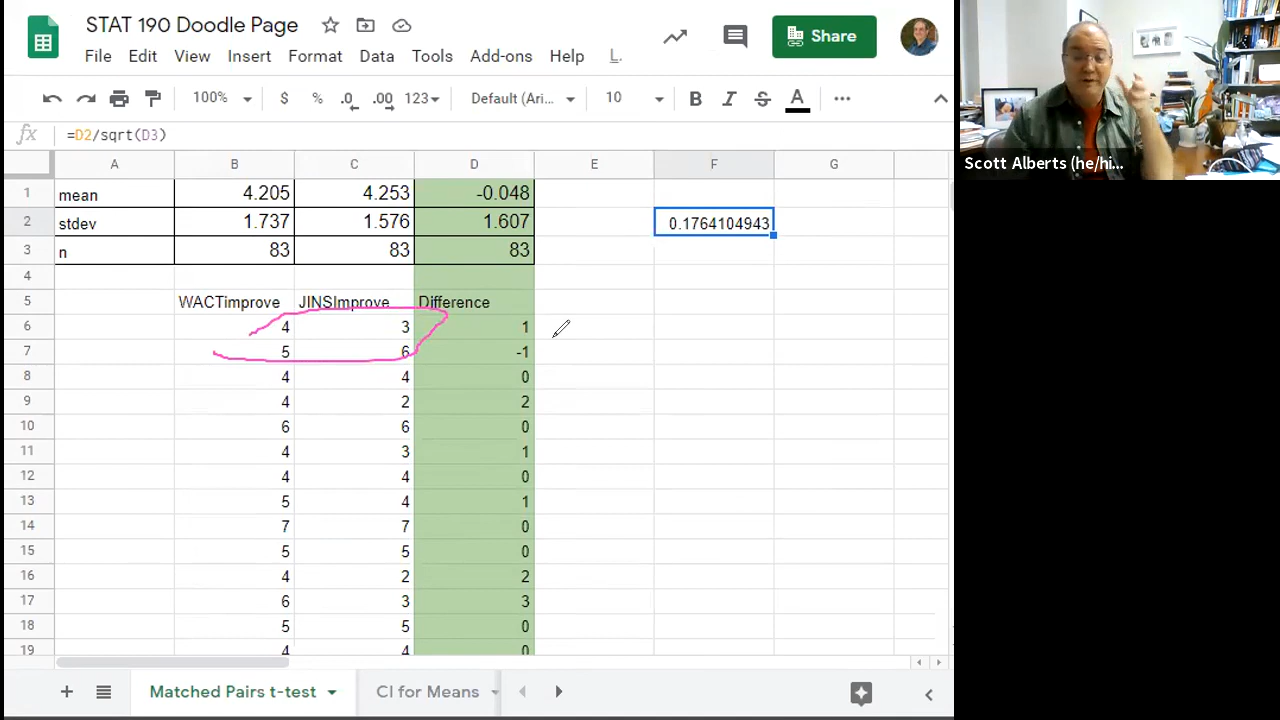 STAT 190 Doodle Page
File Edit View Insert Format Data Tools Add-ons Help L.
Share
100% $ % .0 .00 123 Default (Ari... 10 B I S A
fx =D2/sqrt(D3)
A B C D E F G
1 mean 4.205 4.253 -0.048
2 stdev 1.737 1.576 1.607 0.1764104943
3 n 83 83 83
4
5 WACTimprove JINSImprove Difference
6 4 3 1
7 5 6 -1
8 4 4 0
9 4 2 2
10 6 6 0
11 4 3 1
12 4 4 0
13 5 4 1
14 7 7 0
15 5 5 0
16 4 2 2
17 6 3 3
18 5 5 0
19 4 4 0
Matched Pairs t-test CI for Means
Scott Alberts (he/hi...